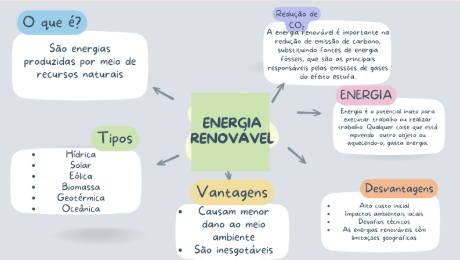 O que é?
São energias
produzidas por meio de
recursos naturais
Redução de
CO₂
A energia renovável é importante na
redução de emissão de carbono,
substituindo fontes de energia
fósseis, que são as principais
responsáveis pelas emissões de gases
do efeito estufa.
ENERGIA
Energia é o potencial inato para
executar trabalho ou realizar
trabalho. Qualquer coisa que está
movendo outro objeto ou
aquecendo-o, gasta energia.
ENERGIA
RENOVÁVEL
Tipos
• Hídrica
• Solar
• Eólica
• Biomassa
• Geotérmica
• Oceânica
Vantagens
• Causam menor
dano ao meio
ambiente
• São inesgotáveis
Desvantagens
• Alto custo inicial
• Impactos ambientais locais
• Desafios técnicos
• As energias renováveis têm
limitações geográficas